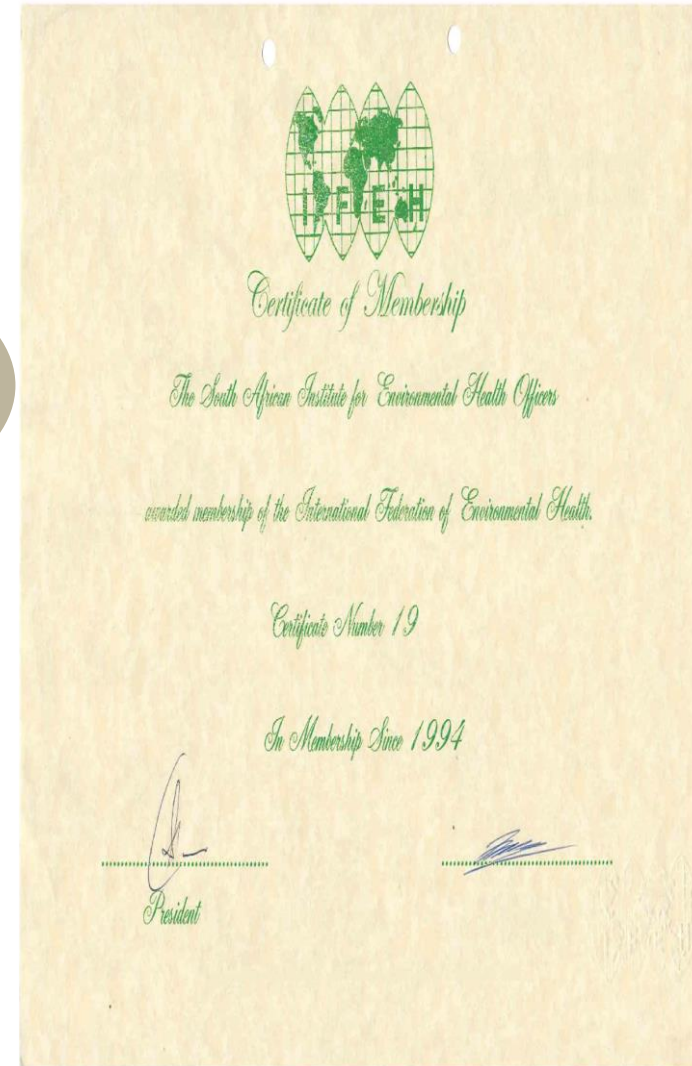 IFEH
Certificate of Membership
The South African Institute for Environmental Health Officers
awarded membership of the International Federation of Environmental Health.
Certificate Number 19
In Membership Since 1994
President